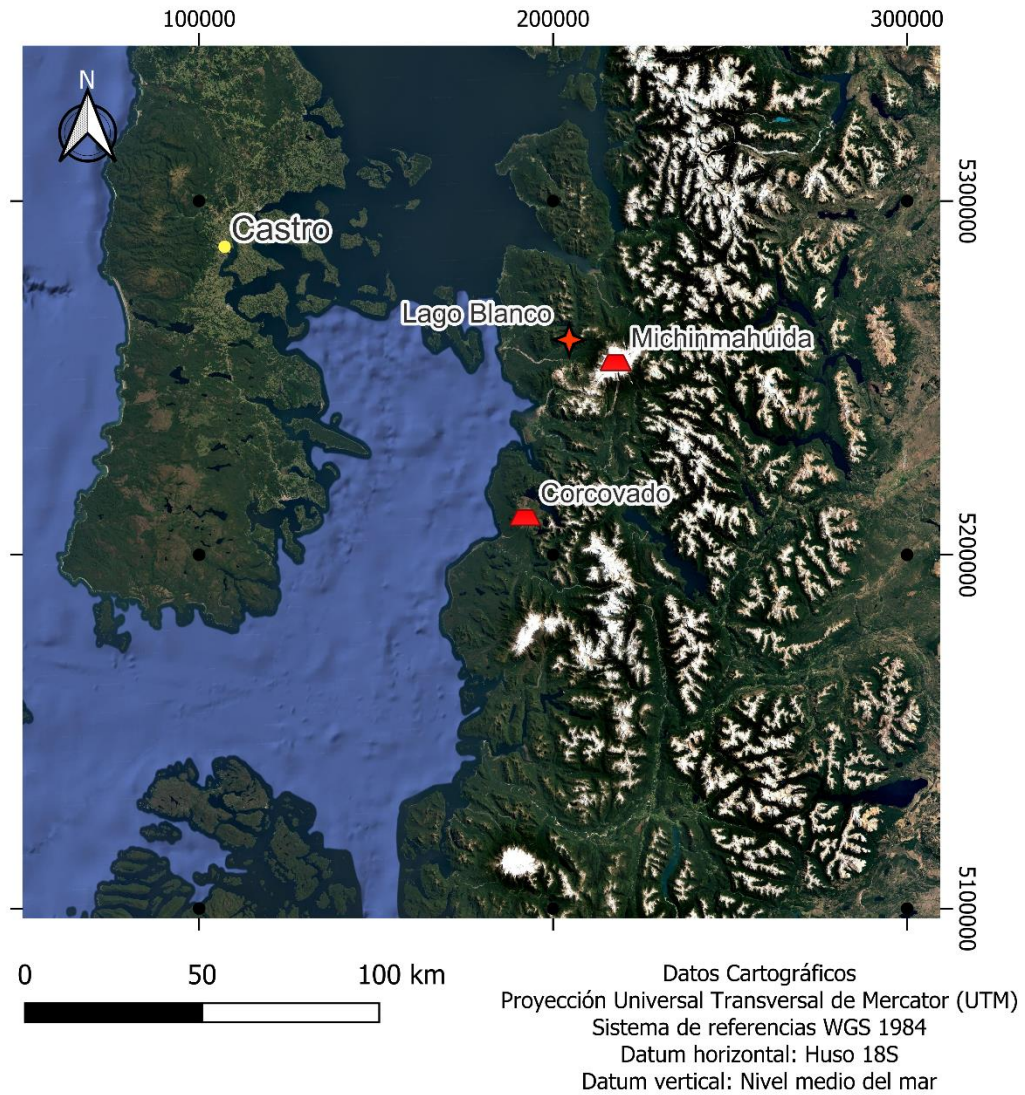 100000
200000
300000
N
5300000
Castro
Lago Blanco
Michinmahuida
Corcovado
5200000
5100000
0
50
100 km
Datos Cartográficos
Proyección Universal Transversal de Mercator (UTM)
Sistema de referencias WGS 1984
Datum horizontal: Huso 18S
Datum vertical: Nivel medio del mar